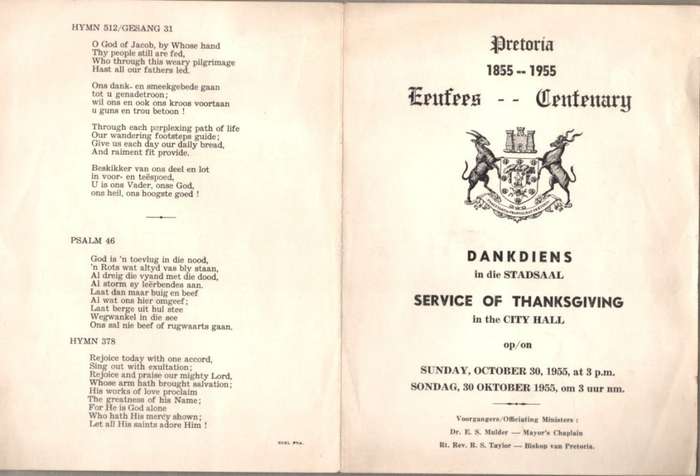 HYMN 512/GESANG 31
O God of Jacob, by Whose hand
Thy people still are fed,
Who through this weary pilgrimage
Hast all our fathers led.
Ons dank- en smeekgebede gaan
tot u genadetroon;
wil ons en ook ons kroos voortaan
u guns en trou betoon !
Through each perplexing path of life
Our wandering footsteps guide;
Give us each day our daily bread,
And raiment fit provide.
Beskikker van ons deel en lot
in voor- en teëspoed,
U is ons Vader, onse God,
ons heil, ons hoogste goed !
PSALM 46
God is 'n toevlug in die nood,
'n Rots wat altyd vas bly staan,
Al dreig die vyand met die dood,
Al storm sy leërbendes aan.
Laat dan maar buig en beef
Al wat ons hier omgeef;
Laat berge uit hul stee
Wegwankel in die see
Ons sal nie beef of rugwaarts gaan.
HYMN 378
Rejoice today with one accord,
Sing out with exultation;
Rejoice and praise our mighty Lord,
Whose arm hath brought salvation;
His works of love proclaim
The greatness of his Name;
For He is God alone
Who hath His mercy shown;
Let all His saints adore Him !
Pretoria
1855 -- 1955
Eeufees -- Centenary
DANKDIENS
in die STADSAAL
SERVICE OF THANKSGIVING
in the CITY HALL
op/on
SUNDAY, OCTOBER 30, 1955, at 3 p.m.
SONDAG, 30 OKTOBER 1955, om 3 uur nm.
Voorgangers/Officiating Ministers :
Dr. E. S. Mulder — Mayor's Chaplain
Rt. Rev. R. S. Taylor — Bishop van Pretoria.